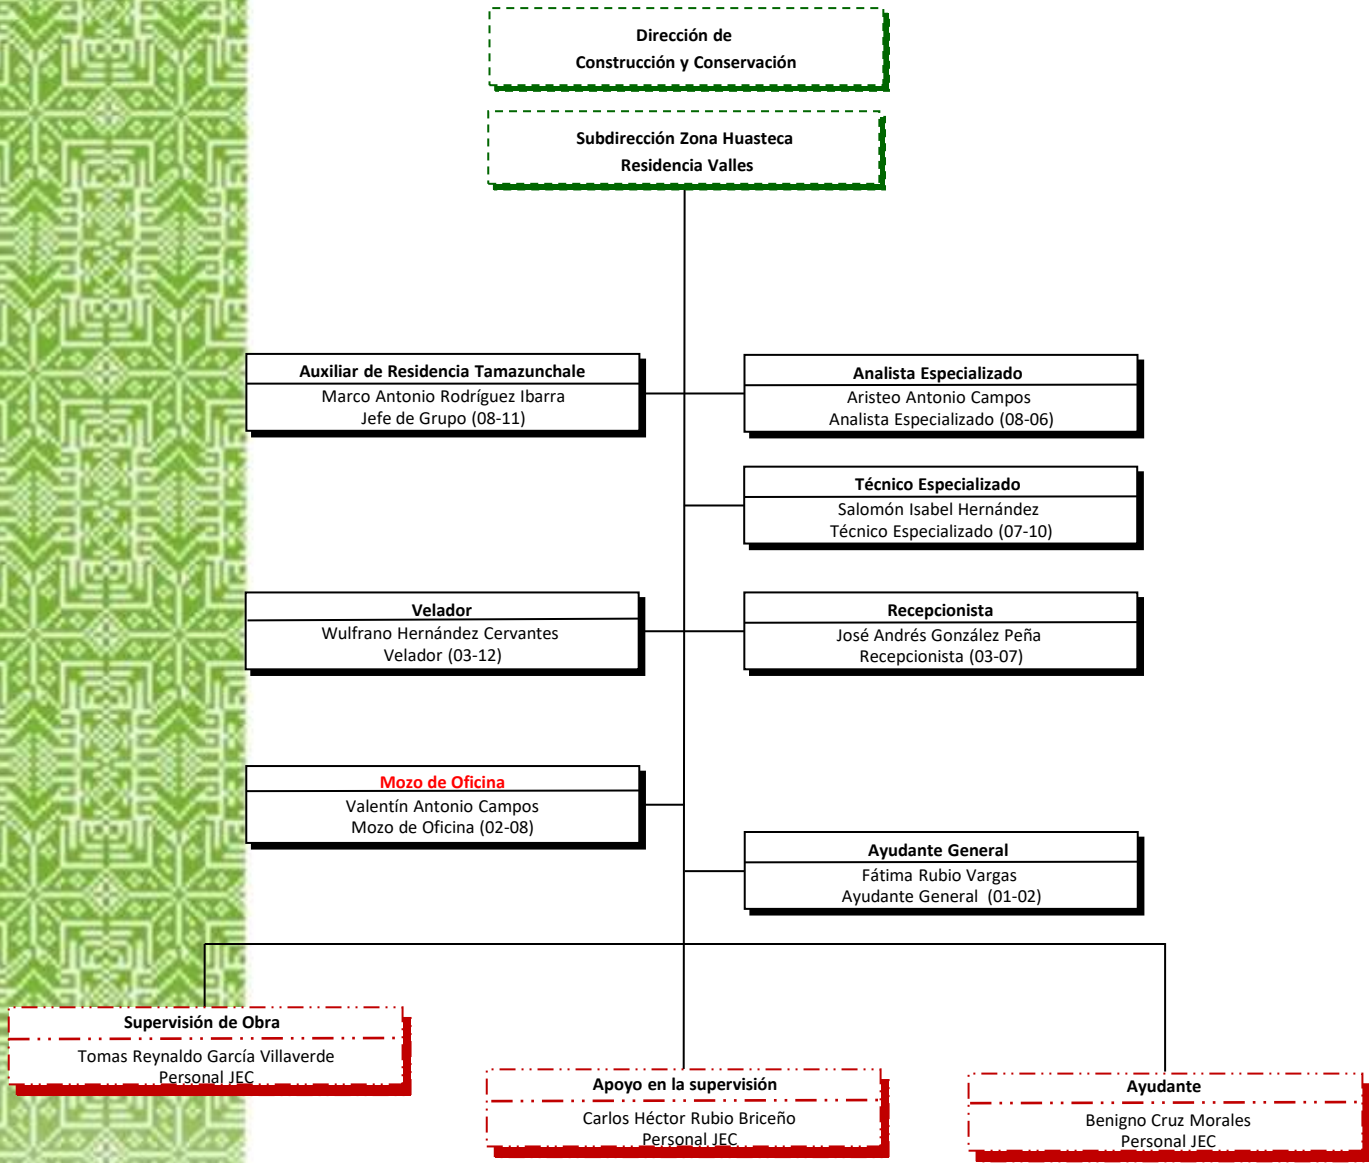 Dirección de
Construcción y Conservación
Subdirección Zona Huasteca
Residencia Valles
Auxiliar de Residencia Tamazunchale
Marco Antonio Rodríguez Ibarra
Jefe de Grupo (08-11)
Analista Especializado
Aristeo Antonio Campos
Analista Especializado (08-06)
Técnico Especializado
Salomón Isabel Hernández
Técnico Especializado (07-10)
Velador
Wulfrano Hernández Cervantes
Velador (03-12)
Recepcionista
José Andrés González Peña
Recepcionista (03-07)
Mozo de Oficina
Valentín Antonio Campos
Mozo de Oficina (02-08)
Ayudante General
Fátima Rubio Vargas
Ayudante General (01-02)
Supervisión de Obra
Tomas Reynaldo García Villaverde
Personal JEC
Apoyo en la supervisión
Carlos Héctor Rubio Briceño
Personal JEC
Ayudante
Benigno Cruz Morales
Personal JEC